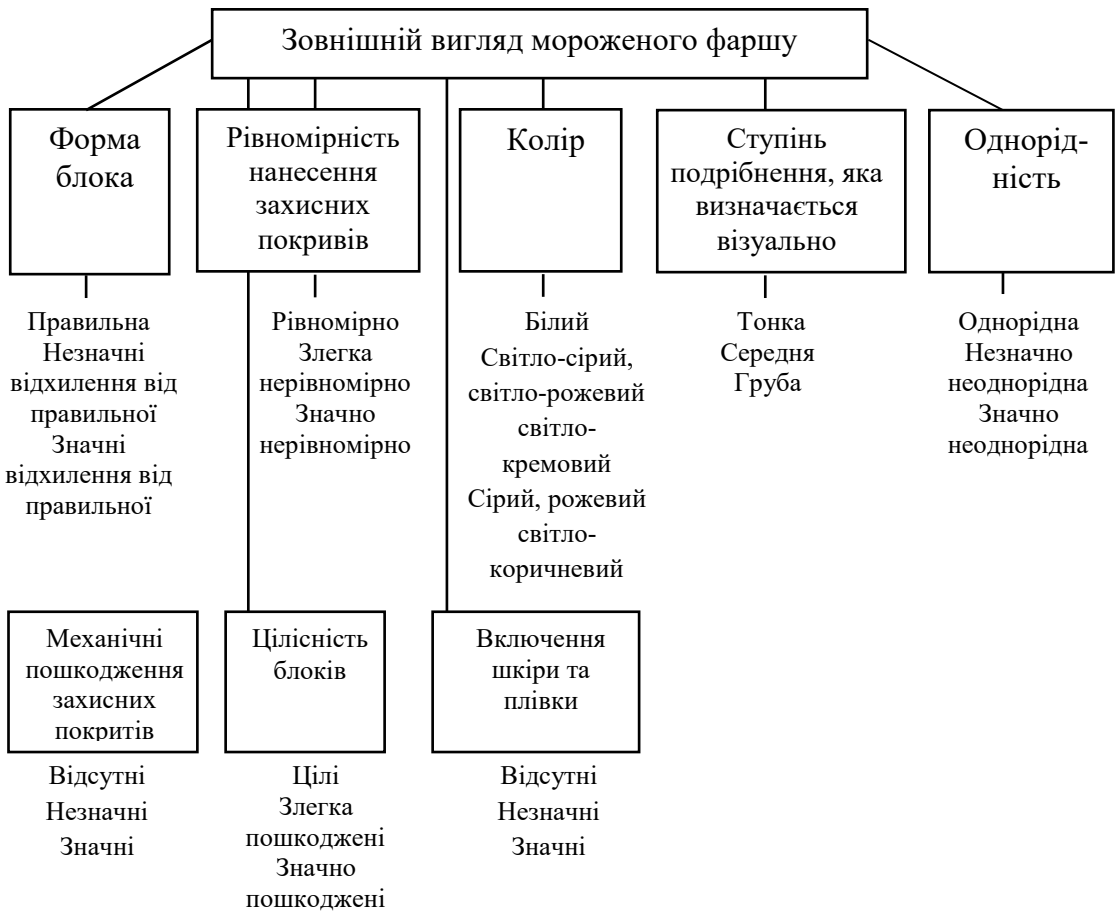 Зовнішній вигляд мороженого фаршу
Форма
блока
Рівномірність
нанесення
захисних
покривів
Колір
Ступінь
подрібнення, яка
визначається
візуально
Однорід-
ність
Правильна
Незначні
відхилення від
правильної
Значні
відхилення від
правильної
Рівномірно
Злегка
нерівномірно
Значно
нерівномірно
Білий
Світло-сірий,
світло-рожевий
світло-
кремовий
Сірий, рожевий
світло-
коричневий
Тонка
Середня
Груба
Однорідна
Незначно
неоднорідна
Значно
неоднорідна
Механічні
пошкодження
захисних
покритів
Цілісність
блоків
Включення
шкіри та
плівки
Відсутні
Незначні
Значні
Цілі
Злегка
пошкоджені
Значно
пошкоджені
Відсутні
Незначні
Значні